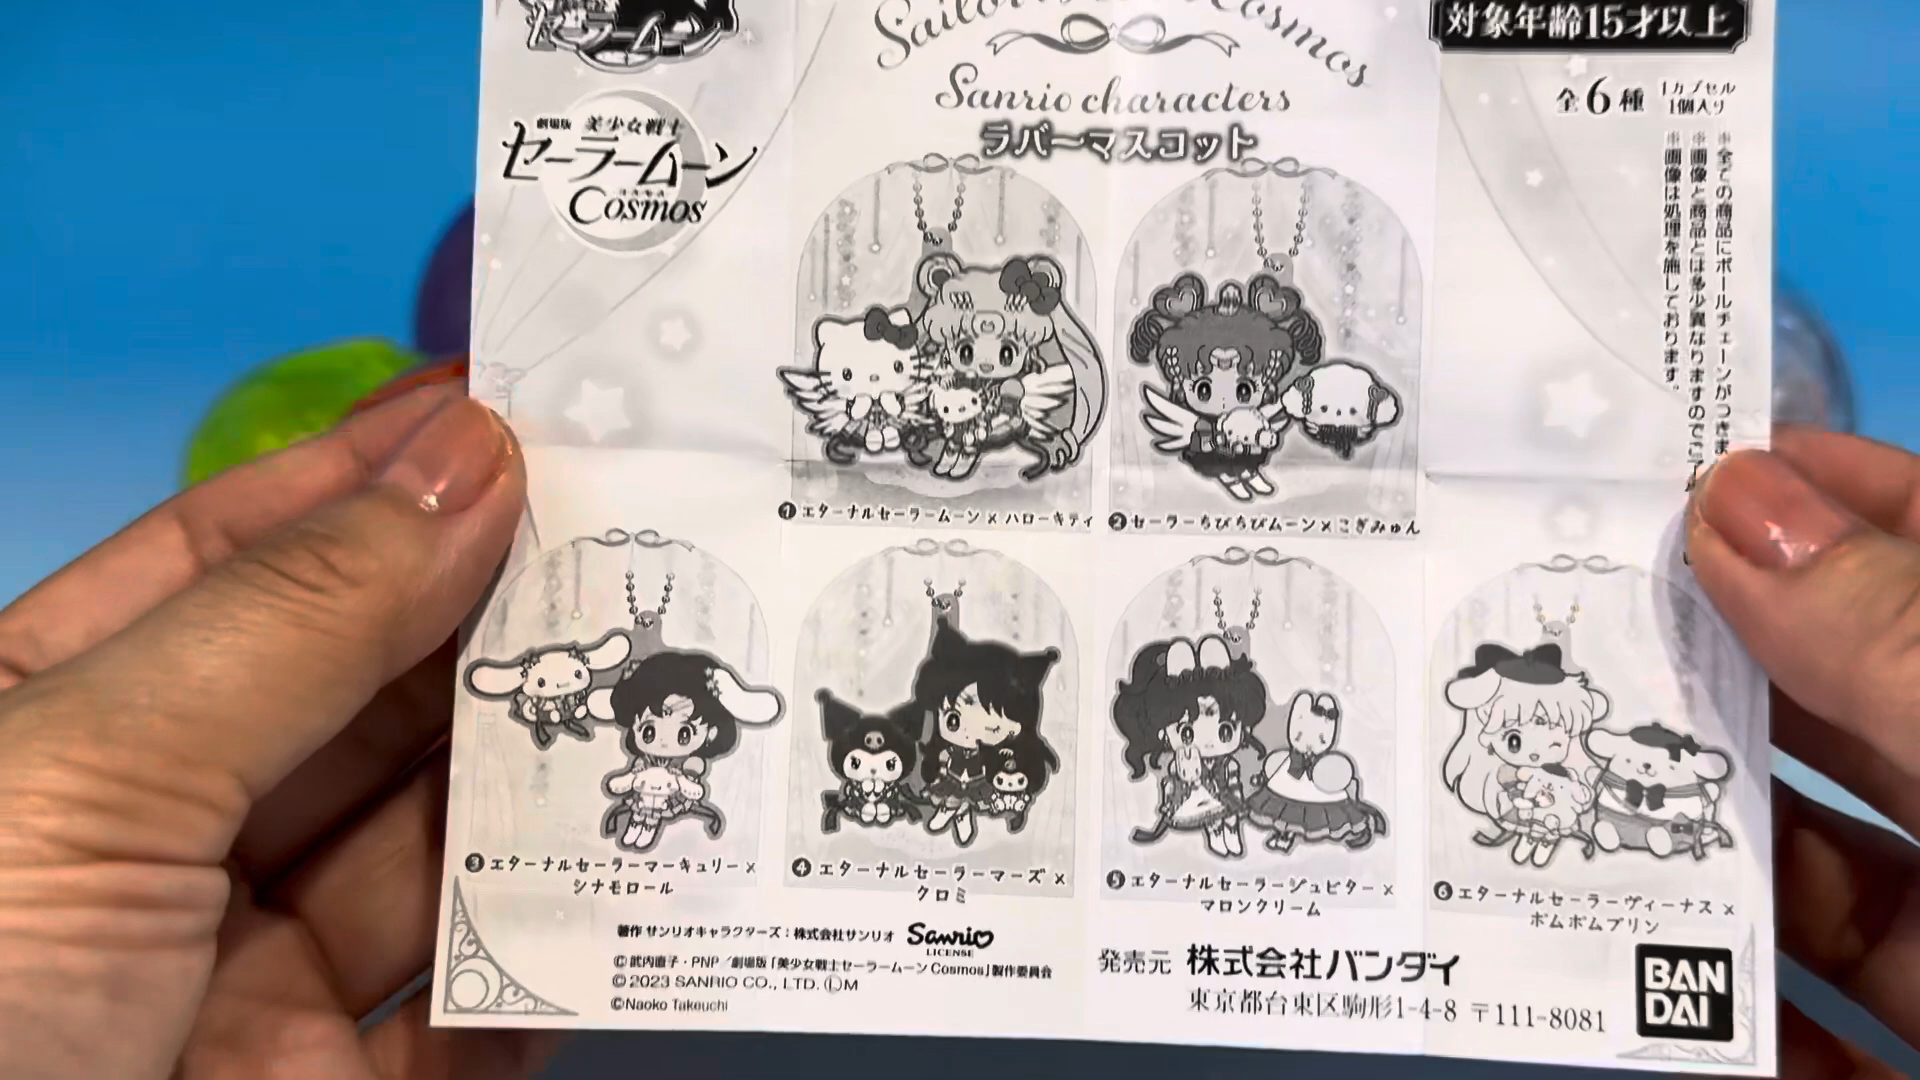 セーラームーン
劇場版 美少女戦士
セーラームーン
Cosmos
Cosmos
Sanrio characters
ラバーマスコット
対象年齢15才以上
全6種 1カプセル
1個入り
※全ての商品にボールチェーンがつきま
※画像と商品とは多少異なりますのでご了
※画像は処理を施しております。
❶エターナルセーラームーン×ハローキティ
❷セーラーちびちびムーン×こぎみゅん
❸エターナルセーラーマーキュリー×
シナモロール
❹エターナルセーラーマーズ×
クロミ
❺エターナルセーラージュピター×
マロンクリーム
❻エターナルセーラーヴィーナス×
ポムポムプリン
著作 サンリオキャラクターズ：株式会社サンリオ Sanrio
LICENSE
©武内直子・PNP／劇場版「美少女戦士セーラームーンCosmos」製作委員会
©2023 SANRIO CO., LTD. ⓁM
©Naoko Takeuchi
発売元 株式会社バンダイ
東京都台東区駒形1-4-8 〒111-8081
BAN
DAI